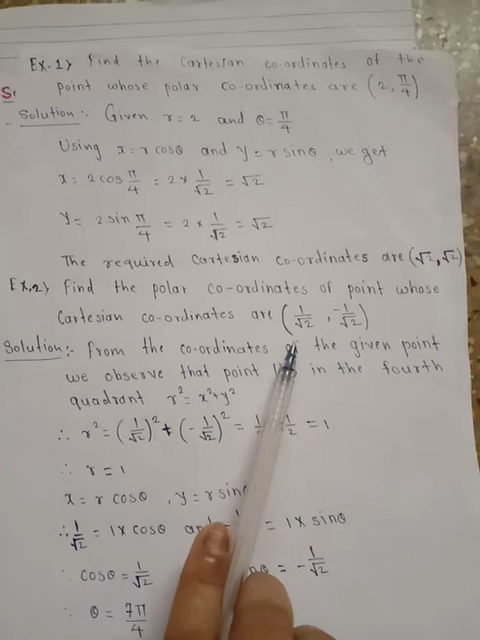 Ex.1) Find the Cartesian co-ordinates of the
point whose polar co-ordinates are (2, π/4)
S
Solution :- Given r = 2 and θ = π/4
Using x = r cosθ and y = r sinθ, we get
x = 2 cos π/4 = 2 × 1/√2 = √2
y = 2 sin π/4 = 2 × 1/√2 = √2
The required Cartesian co-ordinates are (√2, √2)
Ex.2) Find the polar co-ordinates of point whose
Cartesian co-ordinates are (1/√2, -1/√2)
Solution :- From the co-ordinates the given point
we observe that point in the fourth
quadrant r² = x² + y²
∴ r² = (1/√2)² + (-1/√2)² = 1/2 = 1
∴ r = 1
x = r cosθ, y = r sin
∴ 1/√2 = 1 × cosθ = 1 × sinθ
∴ cosθ = 1/√2 = -1/√2
∴ θ = 7π/4